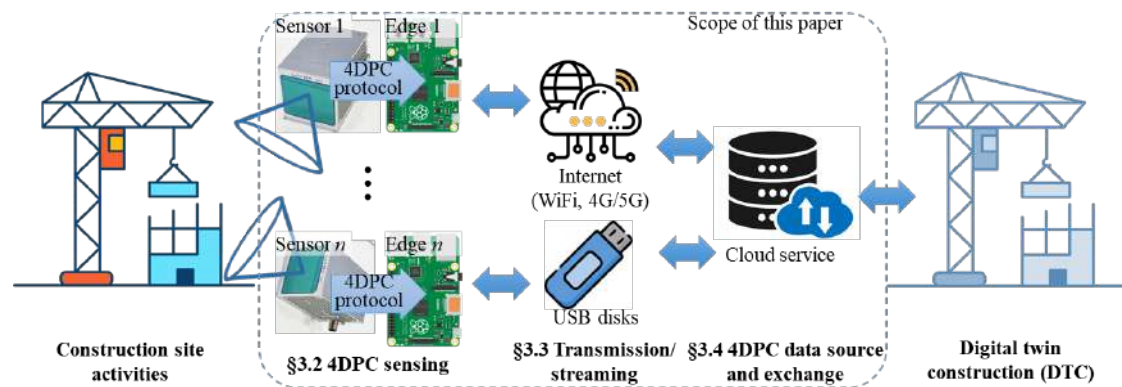 Scope of this paper
Sensor 1
Edge 1
4DPC
protocol
Internet
(WiFi, 4G/5G)
Sensor n
Edge n
4DPC
protocol
USB disks
Cloud service
Construction site
activities
§3.2 4DPC sensing
§3.3 Transmission/
streaming
§3.4 4DPC data source
and exchange
Digital twin
construction (DTC)